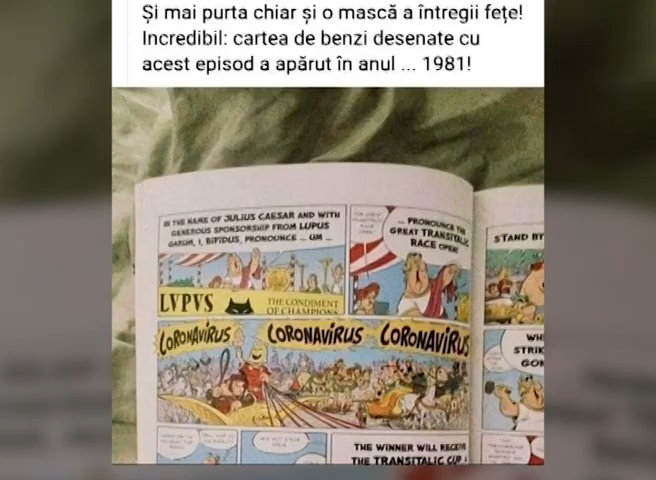 Și mai purta chiar și o mască a întregii fețe!
Incredibil: cartea de benzi desenate cu
acest episod a apărut în anul ... 1981!
IN THE NAME OF JULIUS CAESAR AND WITH
GENEROUS SPONSORSHIP FROM LUPUS
GARUM, I, BIFIDUS, PRONOUNCE ... UM ...
... PRONOUNCE THE
GREAT TRANSITALIC
RACE OPEN!
STAND BY
LVPVS
THE CONDIMENT
OF CHAMPIONS
CORONAVIRUS CORONAVIRUS CORONAVIRUS
WH
STRIK
GON
THE WINNER WILL RECEIVE
THE TRANSITALIC CUP